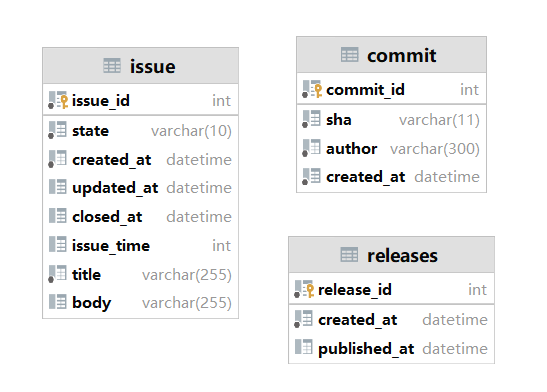 issue
issue_id int
state varchar(10)
created_at datetime
updated_at datetime
closed_at datetime
issue_time int
title varchar(255)
body varchar(255)
commit
commit_id int
sha varchar(11)
author varchar(300)
created_at datetime
releases
release_id int
created_at datetime
published_at datetime